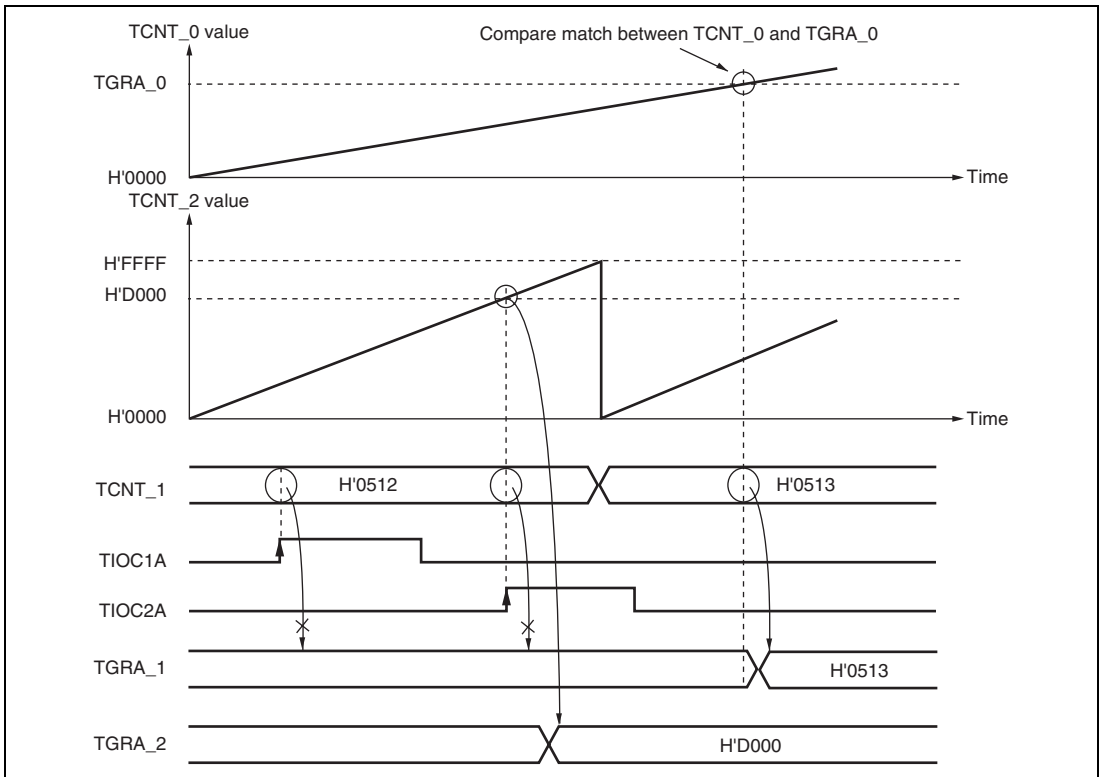 TCNT_0 value
Compare match between TCNT_0 and TGRA_0
TGRA_0
H'0000
Time
TCNT_2 value
H'FFFF
H'D000
H'0000
Time
TCNT_1
H'0512
H'0513
TIOC1A
TIOC2A
TGRA_1
H'0513
TGRA_2
H'D000